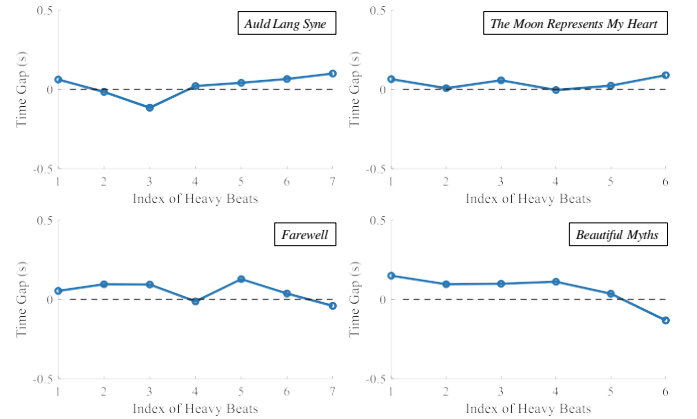 Auld Lang Syne
0.5
0
-0.5
Time Gap (s)
1 2 3 4 5 6 7
Index of Heavy Beats
The Moon Represents My Heart
0.5
0
-0.5
Time Gap (s)
1 2 3 4 5 6
Index of Heavy Beats
Farewell
0.5
0
-0.5
Time Gap (s)
1 2 3 4 5 6 7
Index of Heavy Beats
Beautiful Myths
0.5
0
-0.5
Time Gap (s)
1 2 3 4 5 6
Index of Heavy Beats